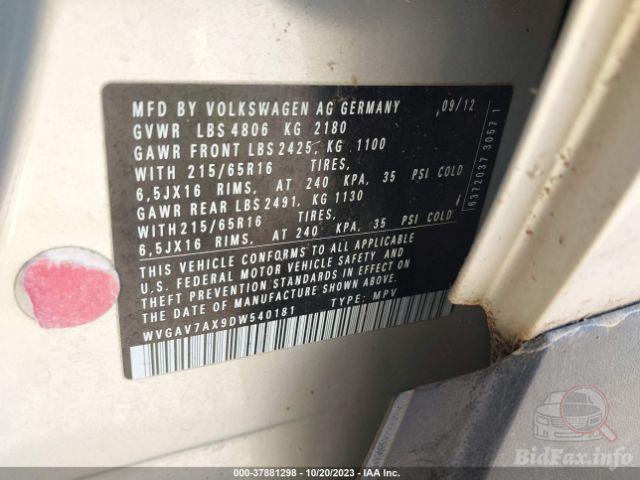 MFD BY VOLKSWAGEN AG GERMANY 09/12
GVWR LBS 4806 KG 2180
GAWR FRONT LBS 2425, KG 1100
WITH 215/65R16 TIRES,
6,5JX16 RIMS, AT 240 KPA, 35 PSI COLD
GAWR REAR LBS 2491, KG 1130
WITH215/65R16 TIRES,
6,5JX16 RIMS, AT 240 KPA, 35 PSI COLD
THIS VEHICLE CONFORMS TO ALL APPLICABLE
U.S. FEDERAL MOTOR VEHICLE SAFETY AND
THEFT PREVENTION STANDARDS IN EFFECT ON
THE DATE OF MANUFACTURE SHOWN ABOVE.
WVGAV7AX9DW540181 TYPE: MPV
6372037 3057 1
BidFax.info
000-37881298 - 10/20/2023 - IAA Inc.